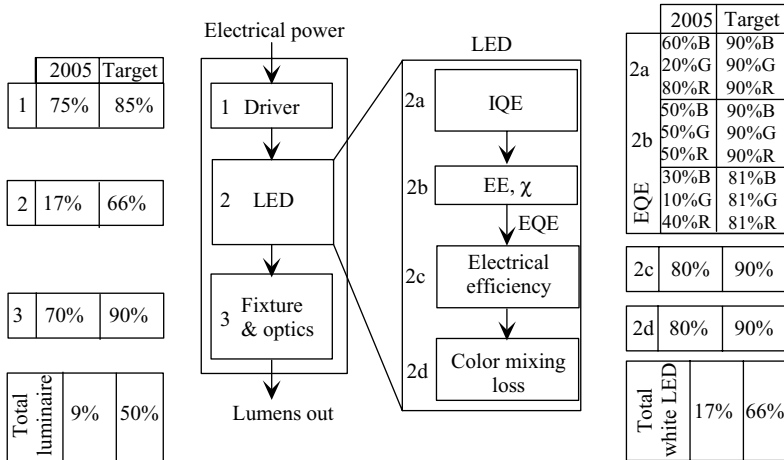 Electrical power
2005 Target
1 75% 85%
2 17% 66%
3 70% 90%
Total luminaire 9% 50%
1 Driver
2 LED
3 Fixture
& optics
Lumens out
LED
2a IQE
2b EE, χ
EQE
2c Electrical
efficiency
2d Color mixing
loss
2005 Target
2a
60%B 90%B
20%G 90%G
80%R 90%R
2b
50%B 90%B
50%G 90%G
50%R 90%R
EQE
30%B 81%B
10%G 81%G
40%R 81%R
2c 80% 90%
2d 80% 90%
Total white LED 17% 66%